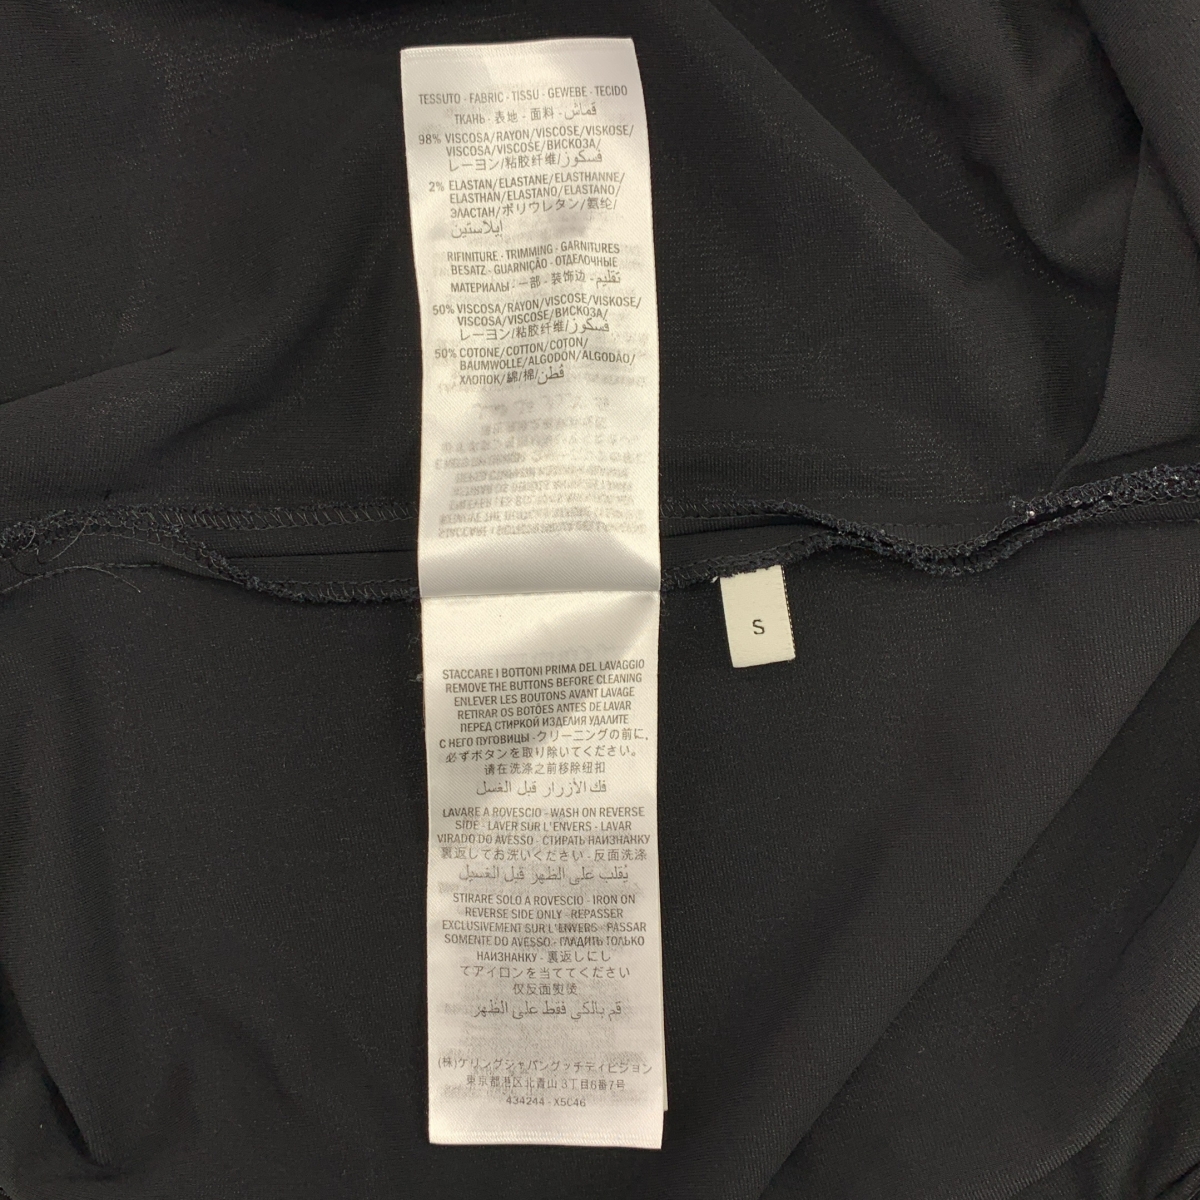 TESSUTO - FABRIC - TISSU - GEWEBE - TECIDO
ТКАНЬ - 表地 - 面料 - قماش
98% VISCOSA/RAYON/VISCOSE/VISKOSE/
VISCOSA/VISCOSE/ВИСКОЗА/
レーヨン/粘胶纤维/فسكوز
2% ELASTAN/ELASTANE/ELASTHANNE/
ELASTHAN/ELASTANO/ELASTANO/
ЭЛАСТАН/ポリウレタン/氨纶/
إيلاستين
RIFINITURE - TRIMMING - GARNITURES
BESATZ - GUARNIÇÃO - ОТДЕЛОЧНЫЕ
МАТЕРИАЛЫ - 一部 - 装饰边 - تقليم
50% VISCOSA/RAYON/VISCOSE/VISKOSE/
VISCOSA/VISCOSE/ВИСКОЗА/
レーヨン/粘胶纤维/فسكوز
50% COTONE/COTTON/COTON/
BAUMWOLLE/ALGODÓN/ALGODÃO/
ХЛОПОК/綿/棉/قطن
S
STACCARE I BOTTONI PRIMA DEL LAVAGGIO
REMOVE THE BUTTONS BEFORE CLEANING
ENLEVER LES BOUTONS AVANT LAVAGE
RETIRAR OS BOTÕES ANTES DE LAVAR
ПЕРЕД СТИРКОЙ ИЗДЕЛИЯ УДАЛИТЕ
С НЕГО ПУГОВИЦЫ - クリーニングの前に,
必ずボタンを取り除いてください。
请在洗涤之前移除纽扣
فك الأزرار قبل الغسل
LAVARE A ROVESCIO - WASH ON REVERSE
SIDE - LAVER SUR L'ENVERS - LAVAR
VIRADO DO AVESSO - СТИРАТЬ НАИЗНАНКУ
裏返してお洗いください - 反面洗涤
يُقلب على الظهر قبل الغسيل
STIRARE SOLO A ROVESCIO - IRON ON
REVERSE SIDE ONLY - REPASSER
EXCLUSIVEMENT SUR L'ENVERS - PASSAR
SOMENTE DO AVESSO - ГЛАДИТЬ ТОЛЬКО
НАИЗНАНКУ - 裏返しにし
てアイロンを当ててください
仅反面熨烫
قم بالكي فقط على الظهر
(株)ケリングジャパングッチディビジョン
東京都港区北青山 3丁目6番7号
434244 - X5C46